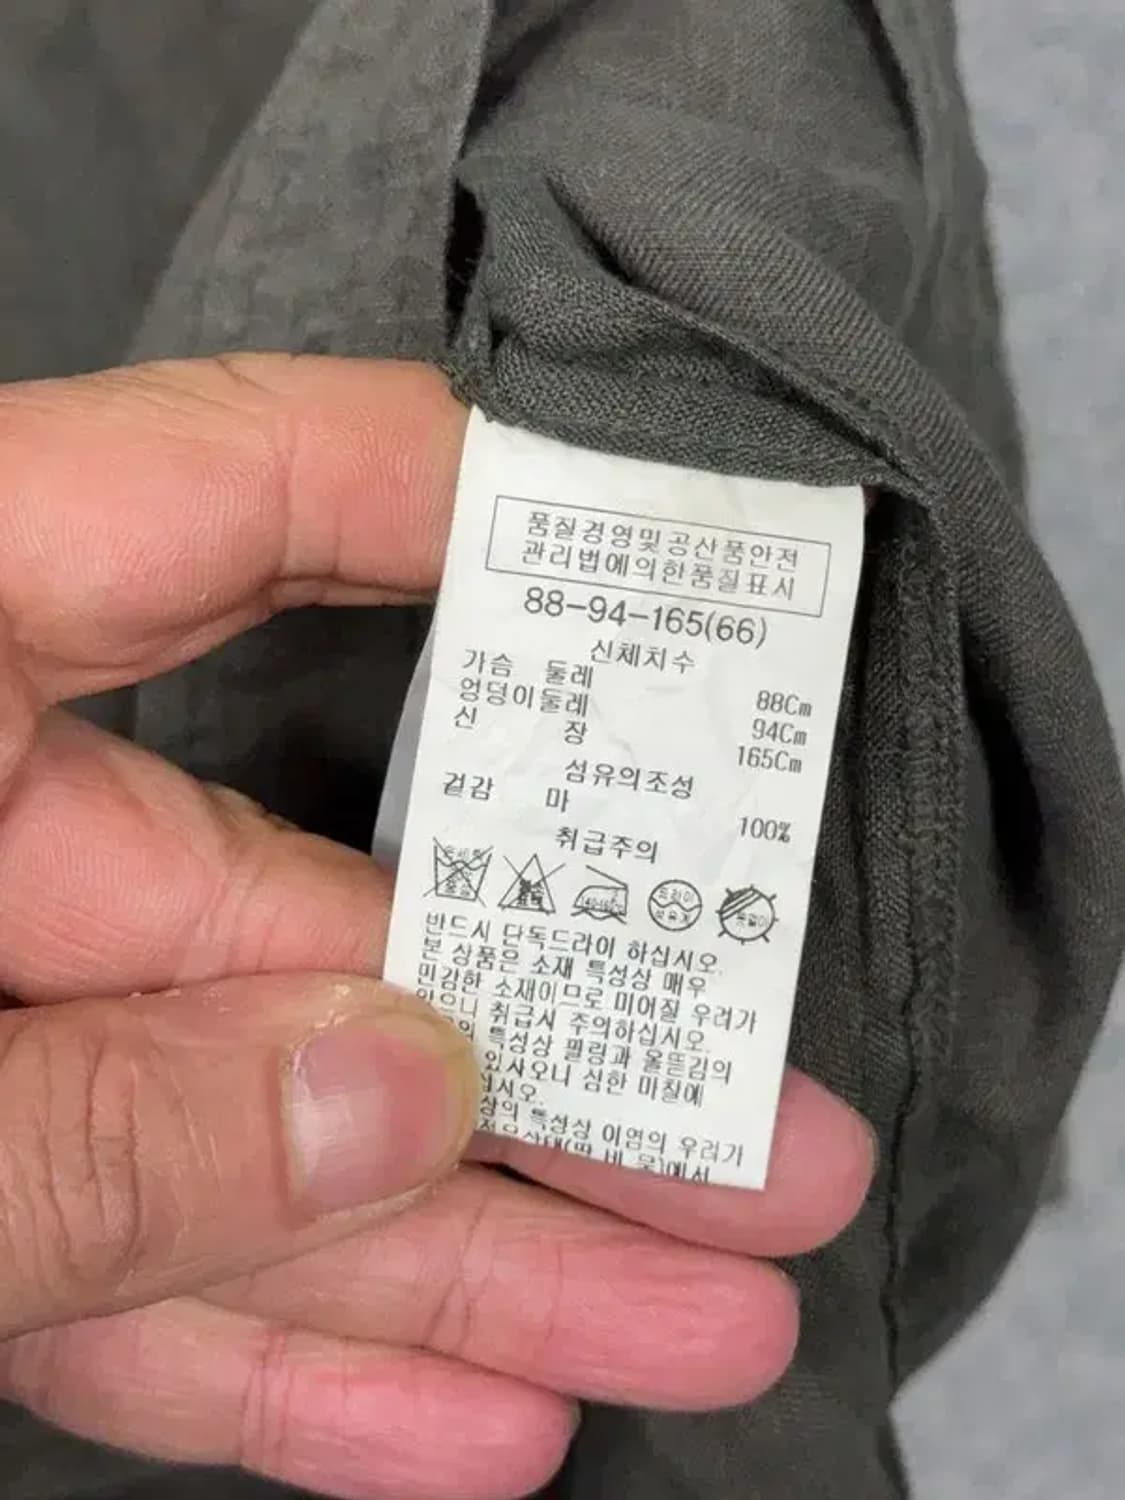 품질경영및공산품안전
관리법에의한품질표시
88-94-165(66)
신체치수
가슴 둘레 88Cm
엉덩이둘레 94Cm
신 장 165Cm
섬유의조성
겉감 마 100%
취급주의
드라이
석유계
반드시 단독드라이 하십시오.
본 상품은 소재 특성상 매우
민감한 소재이므로 미어질 우려가
있으니 취급시 주의하십시오.
특성상 필링과 올뜯김의
있사오니 심한 마찰에
십시오.
상의 특성상 이염의 우려가